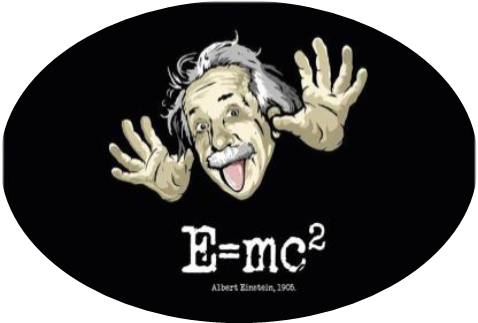 E=mc²
Albert Einstein, 1905.